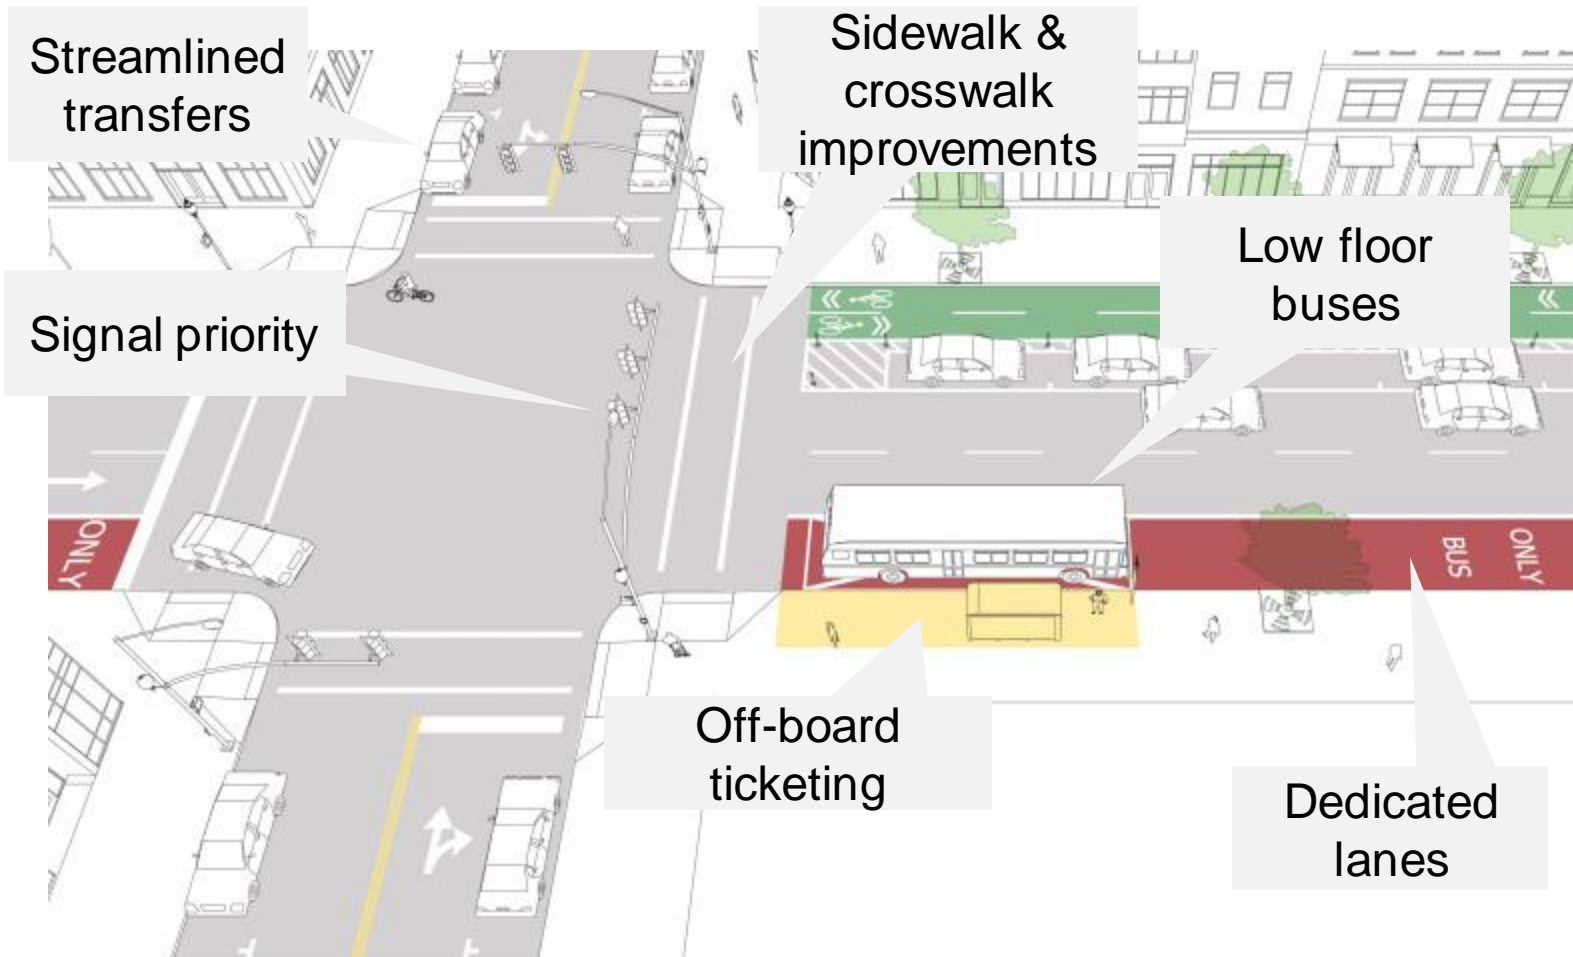 Streamlined
transfers
Sidewalk &
crosswalk
improvements
Low floor
buses
Signal priority
ONLY
BUS
ONLY
Off-board
ticketing
Dedicated
lanes